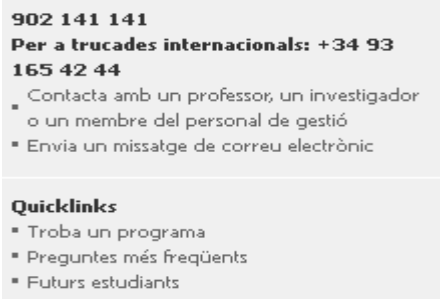 902 141 141
Per a trucades internacionals: +34 93
165 42 44
Contacta amb un professor, un investigador
o un membre del personal de gestió
Envia un missatge de correu electrònic
Quicklinks
Troba un programa
Preguntes més freqüents
Futurs estudiants